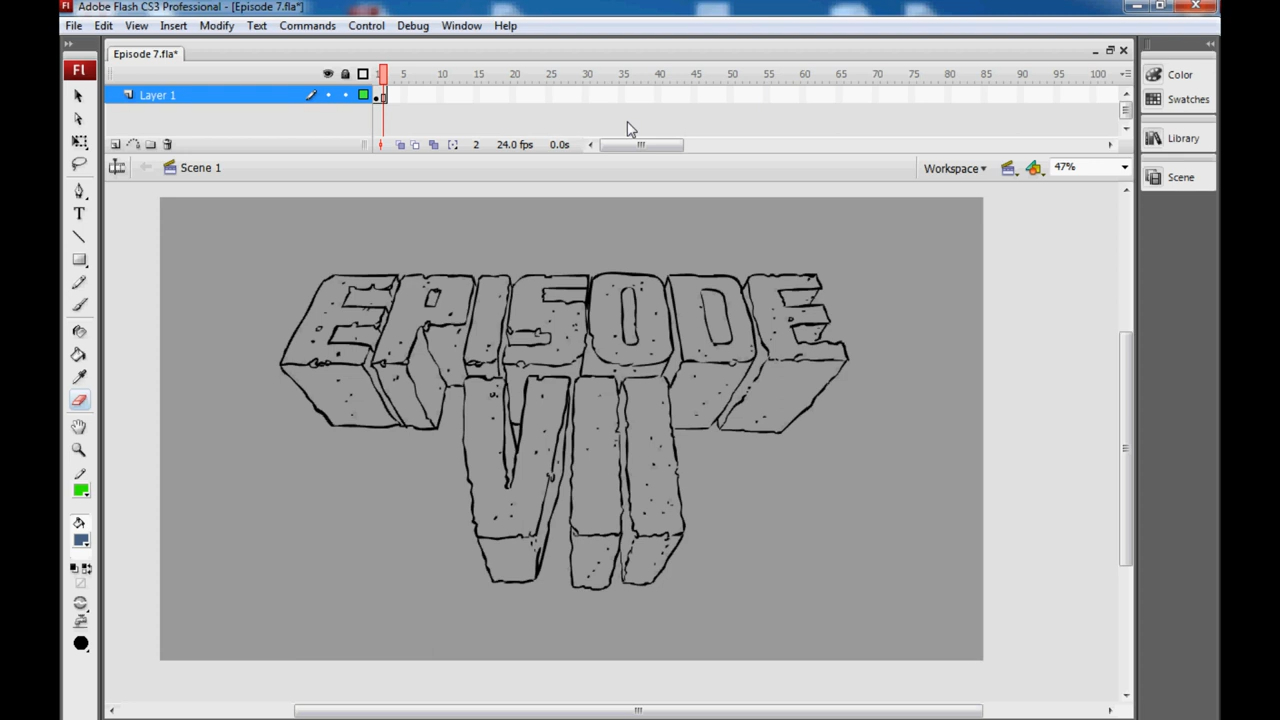 Adobe Flash CS3 Professional - [Episode 7.fla*]
File Edit View Insert Modify Text Commands Control Debug Window Help
Episode 7.fla*
1 5 10 15 20 25 30 35 40 45 50 55 60 65 70 75 80 85 90 95 100
Layer 1
2 24.0 fps 0.0s
Scene 1
Workspace
47%
Fl
T
Color
Swatches
Library
Scene
EPISODE
VII